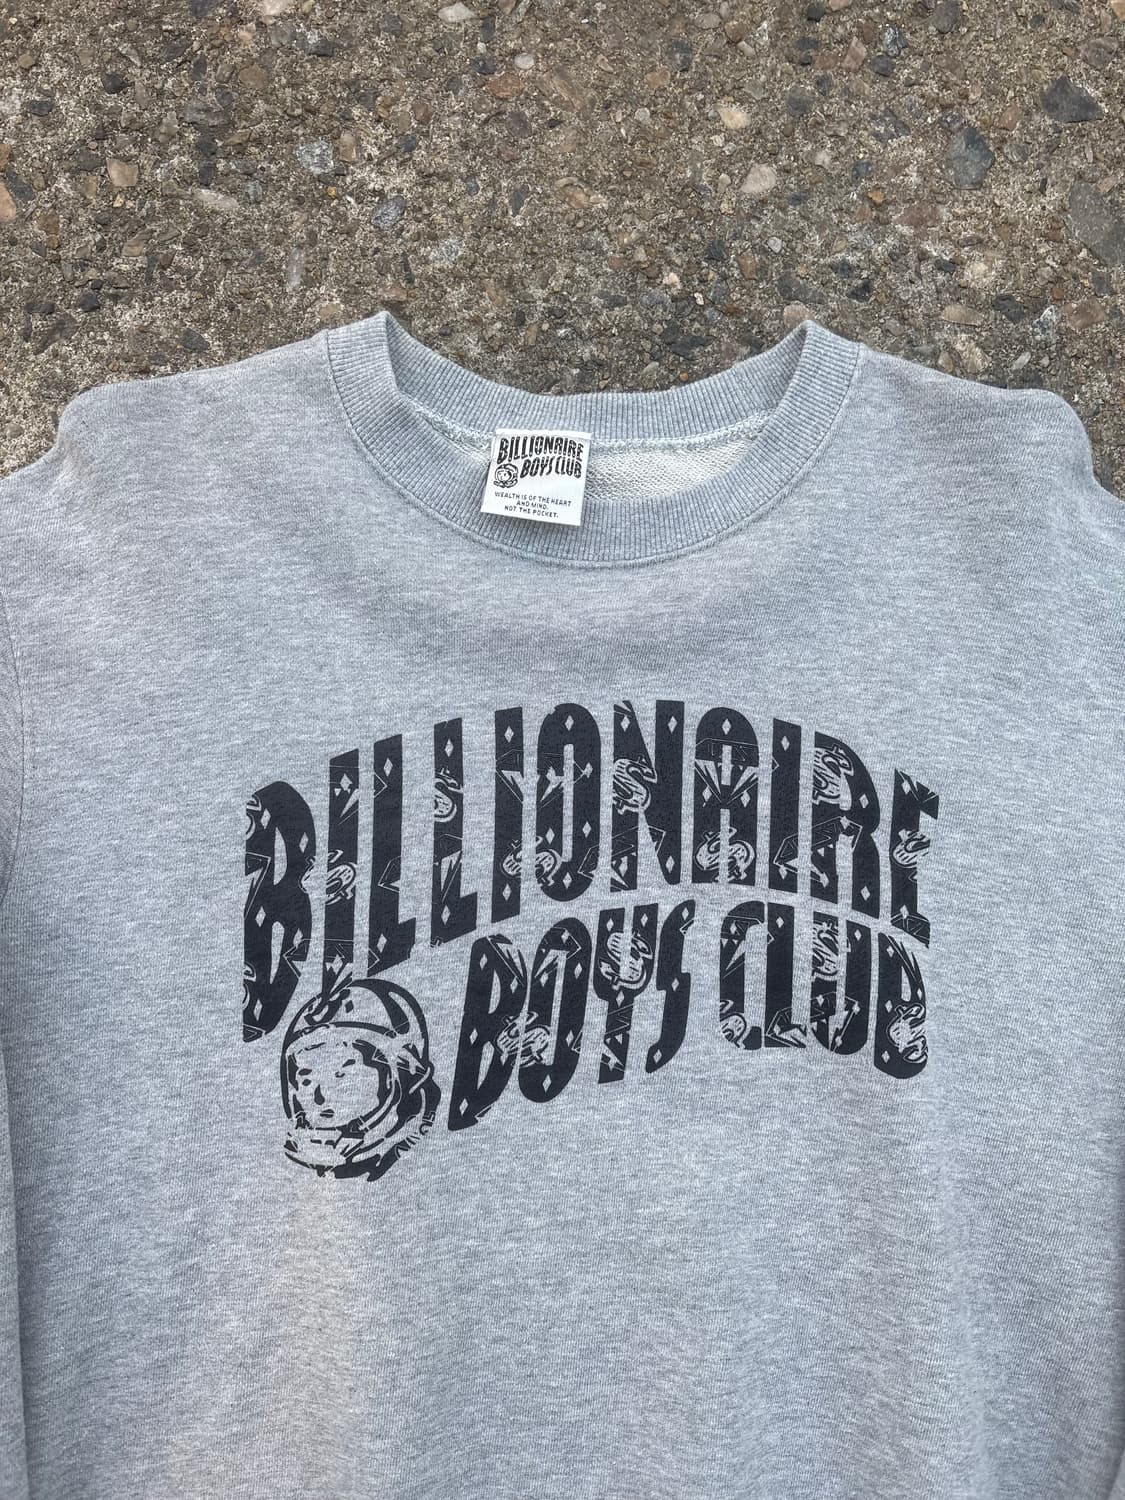 BILLIONAIRE
BOYS CLUB
WEALTH IS OF THE HEART
AND MIND,
NOT THE POCKET.
BILLIONAIRE
BOYS CLUB